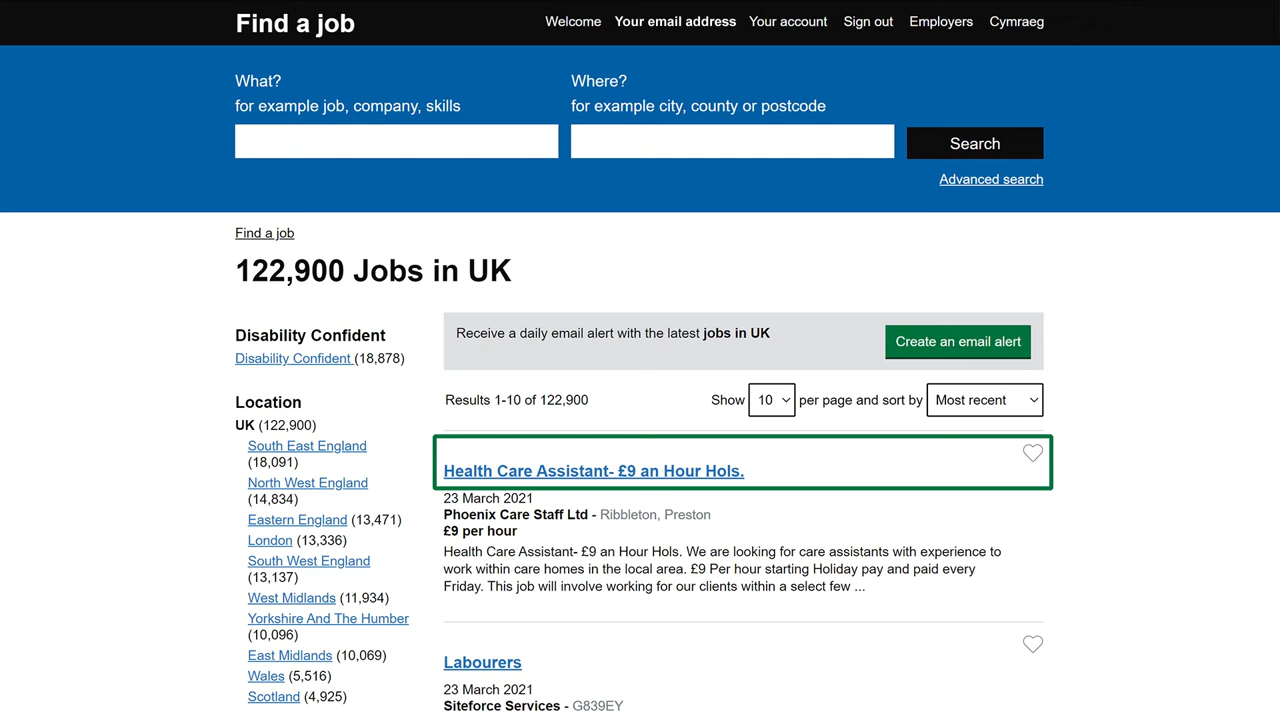 Find a job
Welcome Your email address Your account Sign out Employers Cymraeg
What?
for example job, company, skills
Where?
for example city, county or postcode
Search
Advanced search
Find a job
122,900 Jobs in UK
Disability Confident
Disability Confident (18,878)
Location
UK (122,900)
South East England
(18,091)
North West England
(14,834)
Eastern England (13,471)
London (13,336)
South West England
(13,137)
West Midlands (11,934)
Yorkshire And The Humber
(10,096)
East Midlands (10,069)
Wales (5,516)
Scotland (4,925)
Receive a daily email alert with the latest jobs in UK
Create an email alert
Results 1-10 of 122,900
Show 10 per page and sort by Most recent
Health Care Assistant- £9 an Hour Hols.
23 March 2021
Phoenix Care Staff Ltd - Ribbleton, Preston
£9 per hour
Health Care Assistant- £9 an Hour Hols. We are looking for care assistants with experience to
work within care homes in the local area. £9 Per hour starting Holiday pay and paid every
Friday. This job will involve working for our clients within a select few ...
Labourers
23 March 2021
Siteforce Services - G839EY